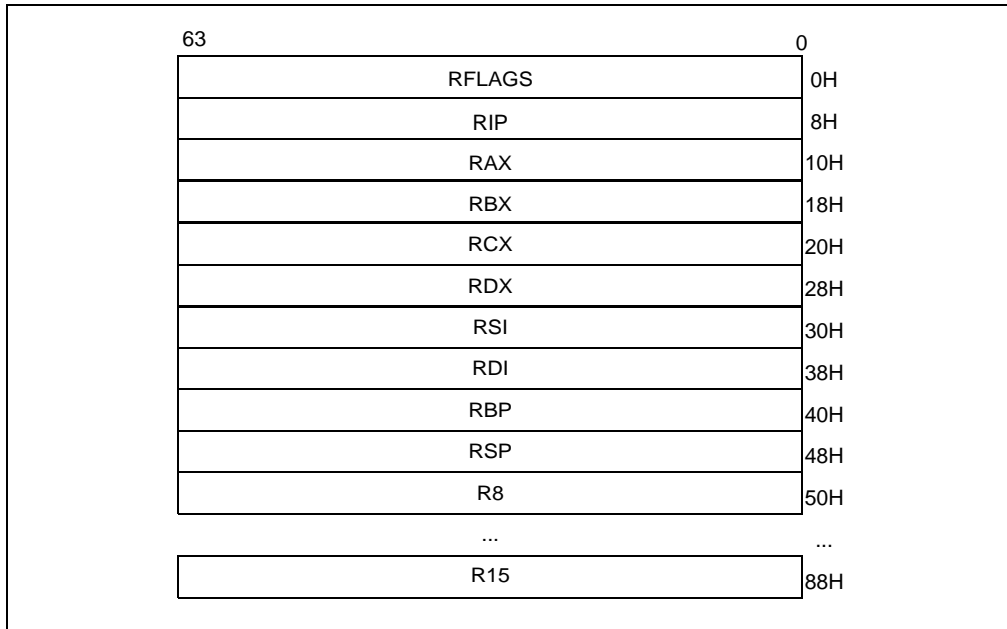 63 0
RFLAGS 0H
RIP 8H
RAX 10H
RBX 18H
RCX 20H
RDX 28H
RSI 30H
RDI 38H
RBP 40H
RSP 48H
R8 50H
... ...
R15 88H